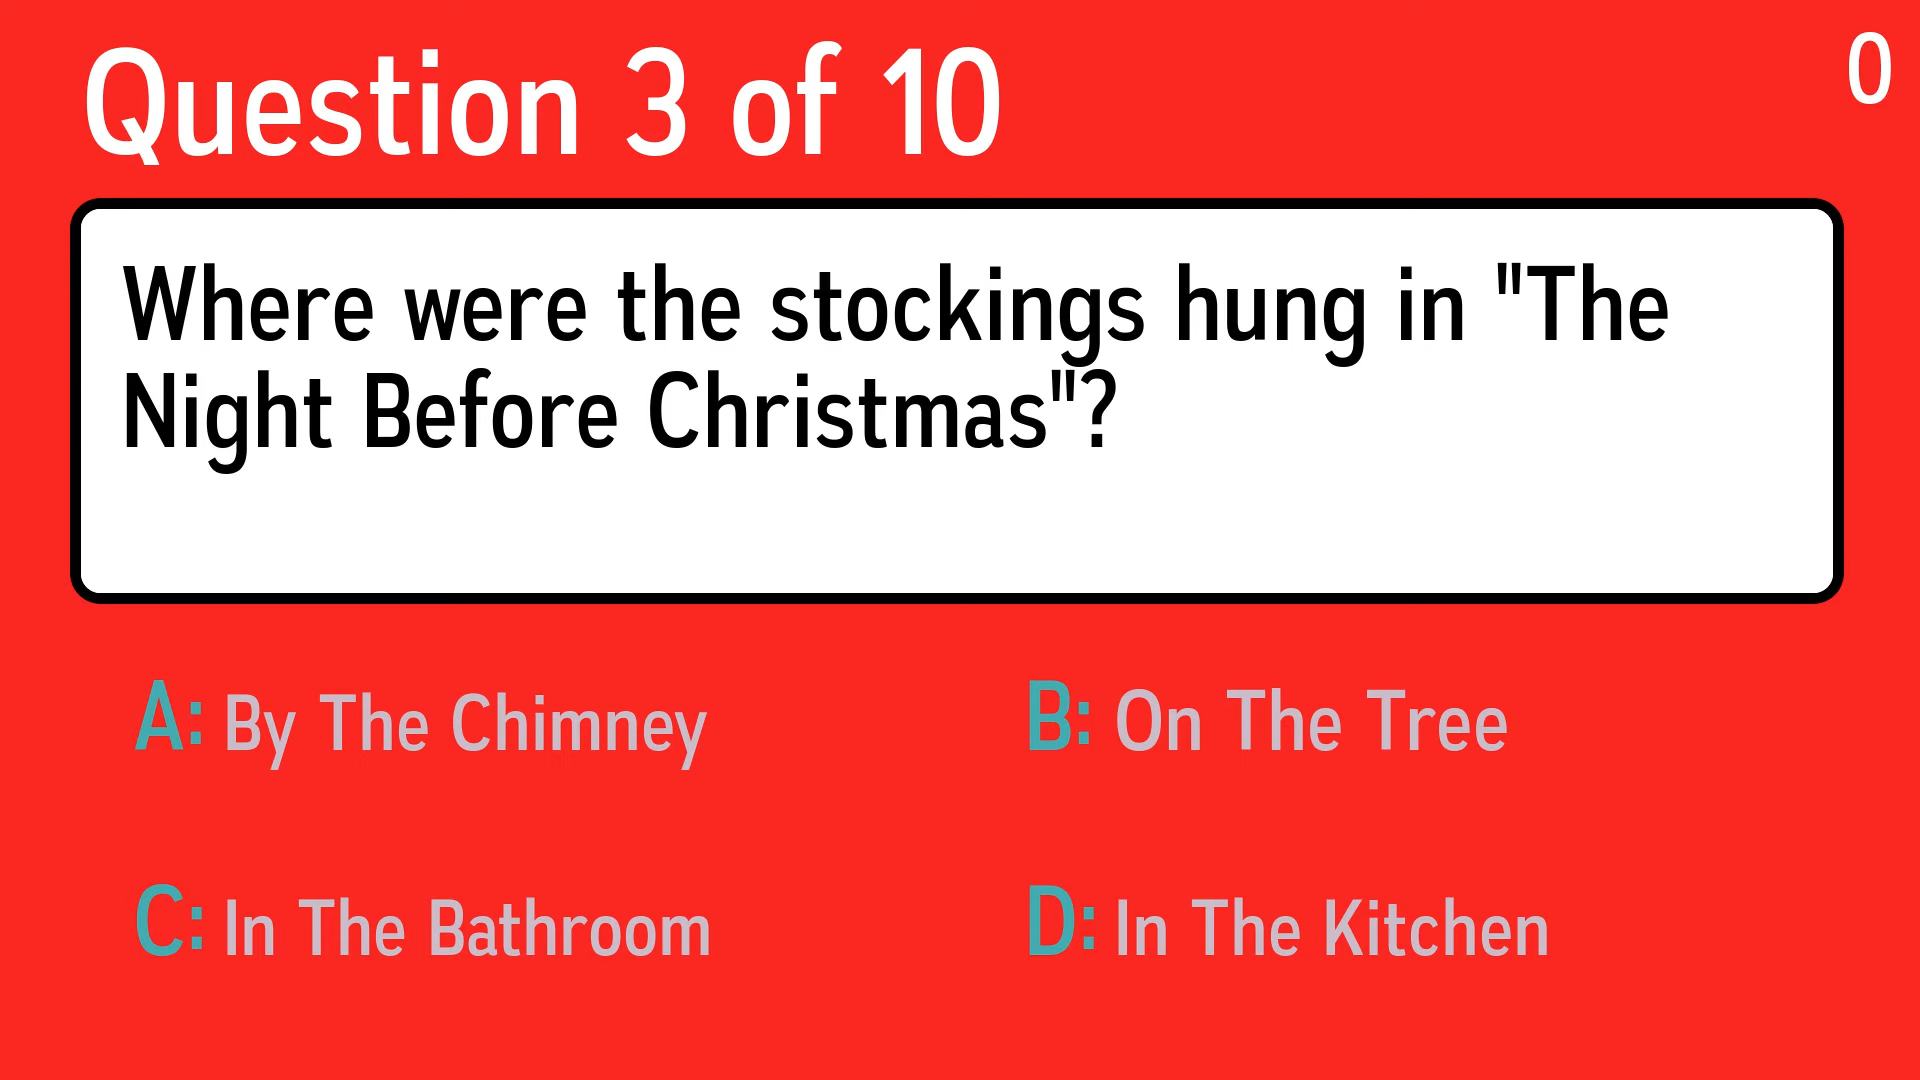 Question 3 of 10
0
Where were the stockings hung in "The
Night Before Christmas"?
A: By The Chimney
B: On The Tree
C: In The Bathroom
D: In The Kitchen